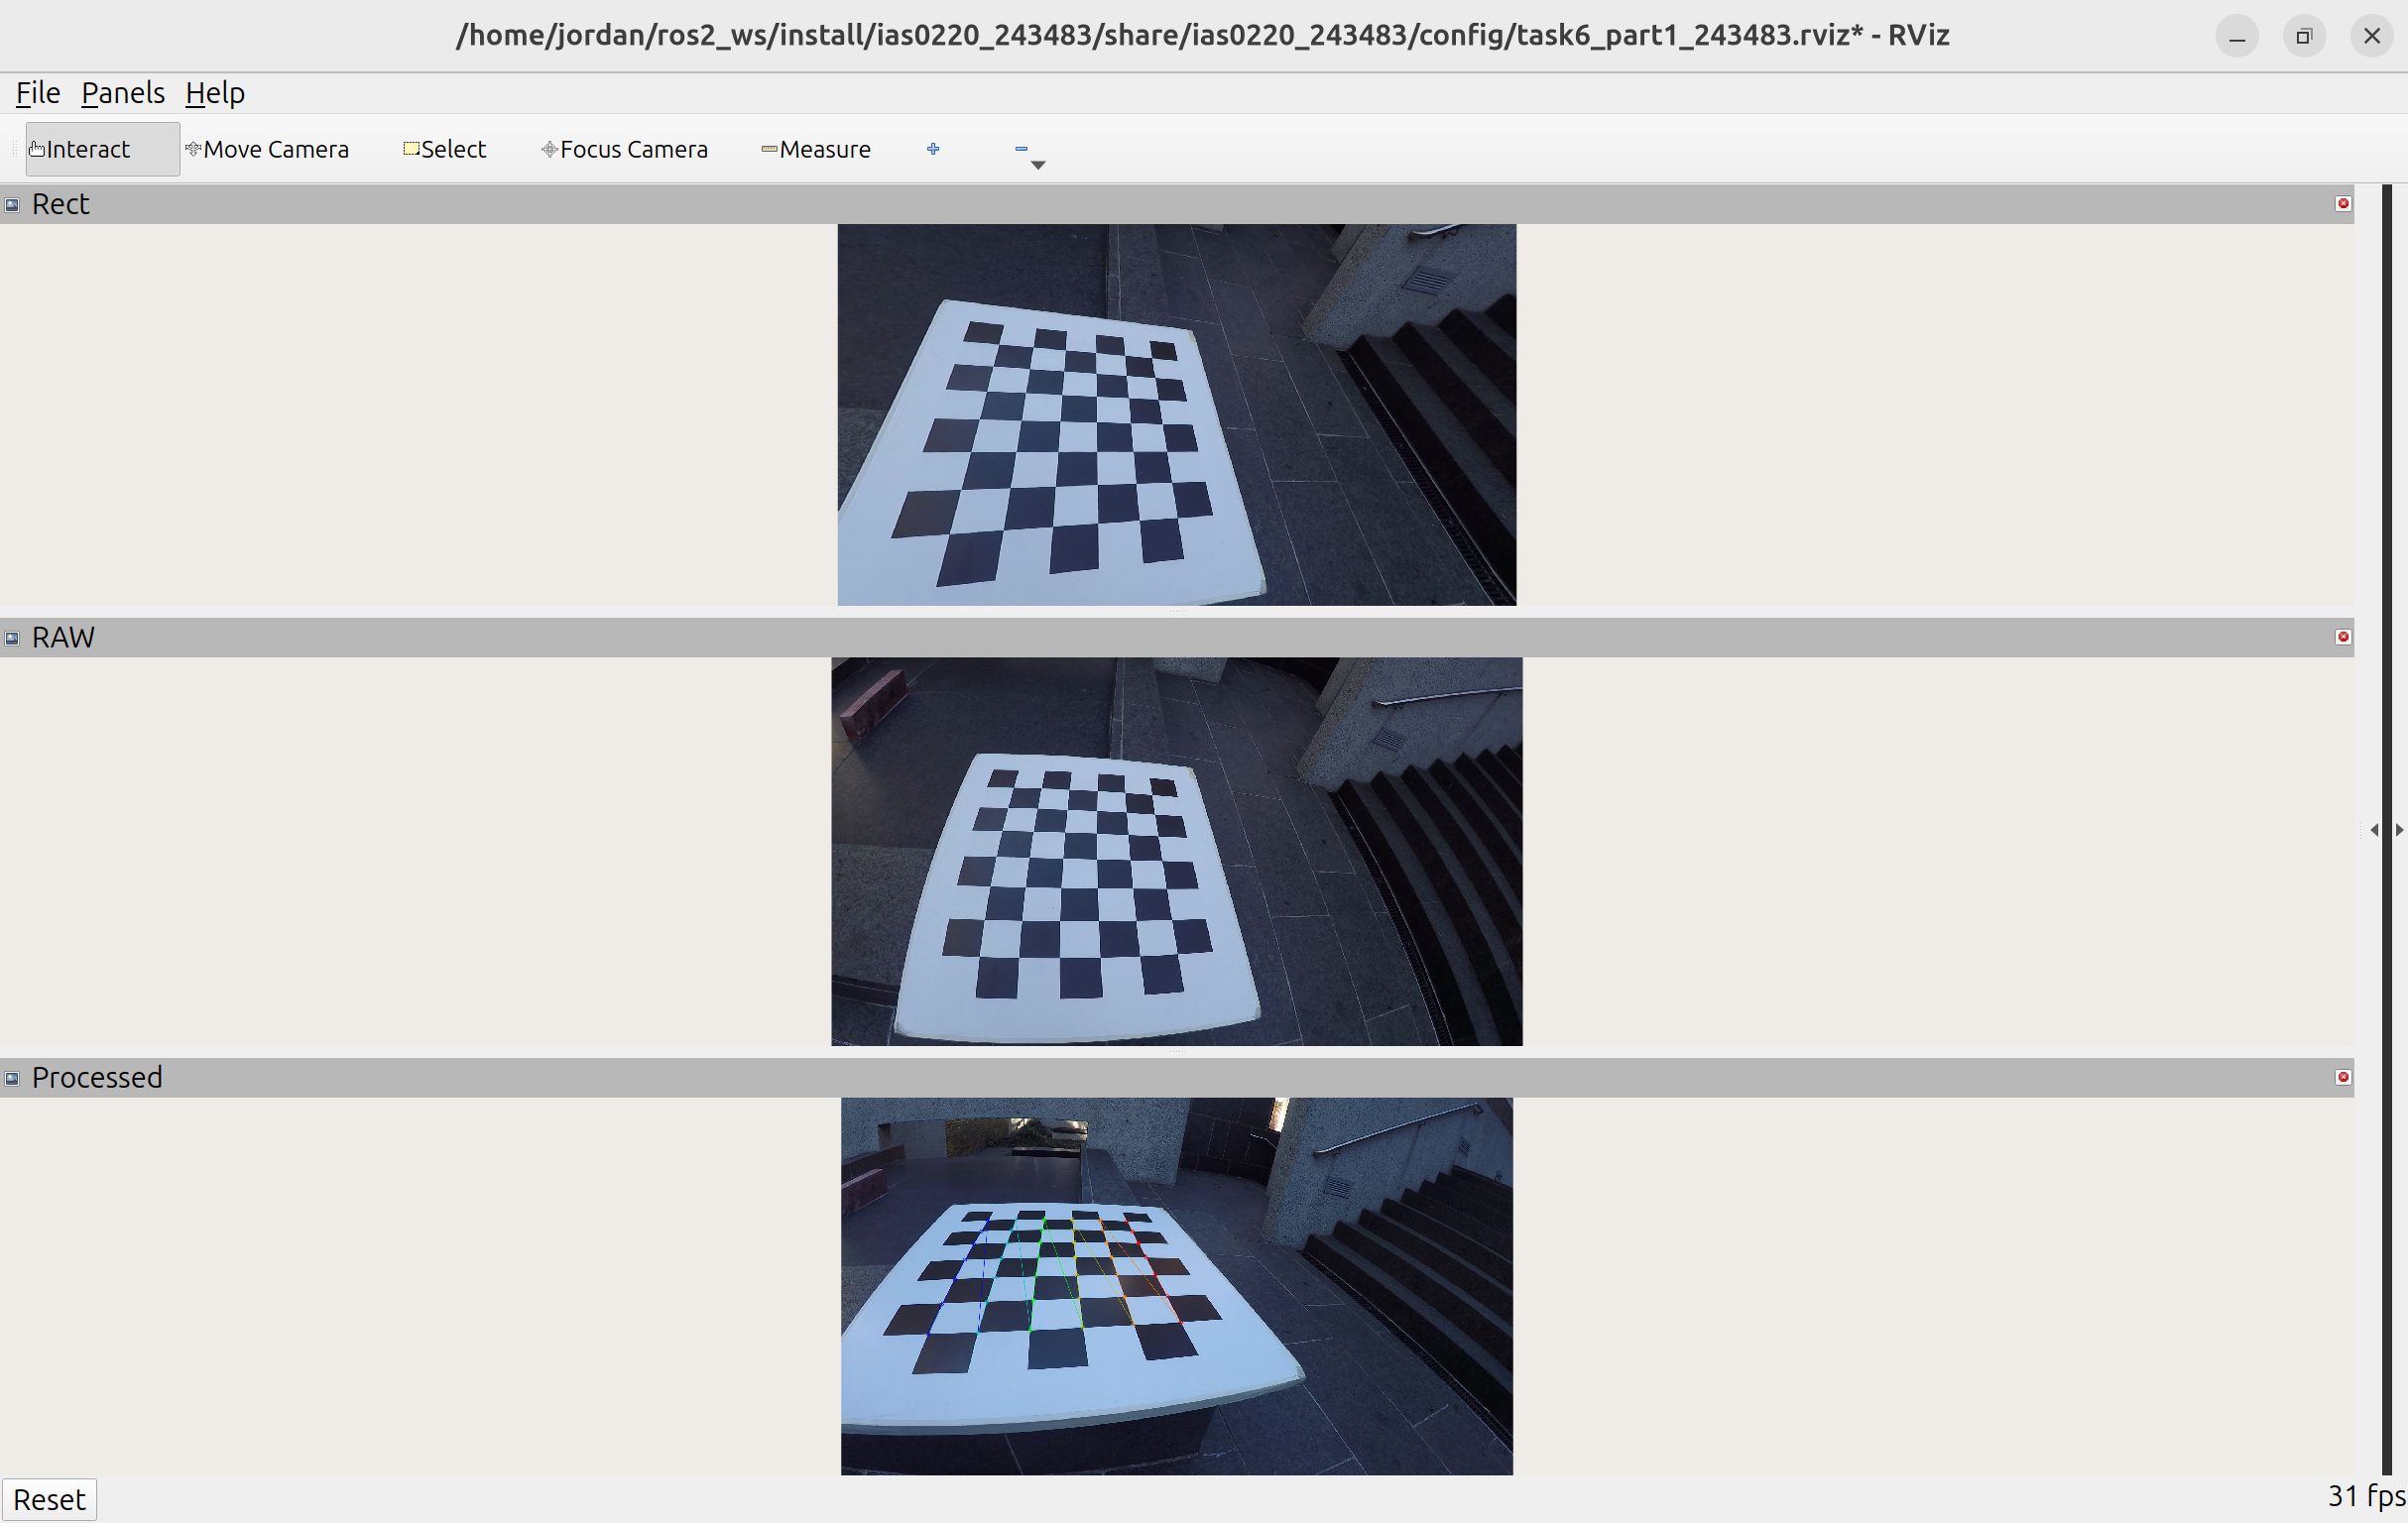 /home/jordan/ros2_ws/install/ias0220_243483/share/ias0220_243483/config/task6_part1_243483.rviz* - RViz
File Panels Help
Interact Move Camera Select Focus Camera Measure
Rect
RAW
Processed
Reset 31 fps